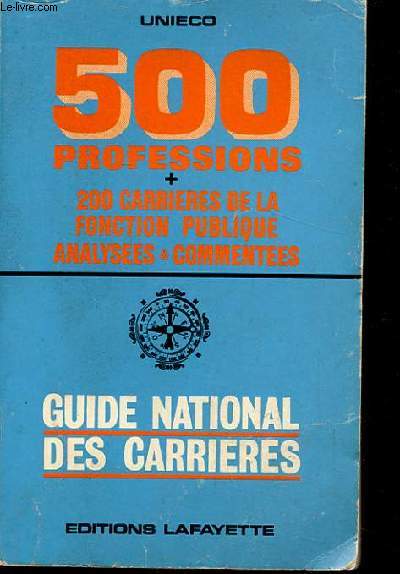 Le-livre.com
UNIECO
500
PROFESSIONS
+
200 CARRIERES DE LA
FONCTION PUBLIQUE
ANALYSEES & COMMENTEES
GUIDE NATIONAL
DES CARRIERES
EDITIONS LAFAYETTE